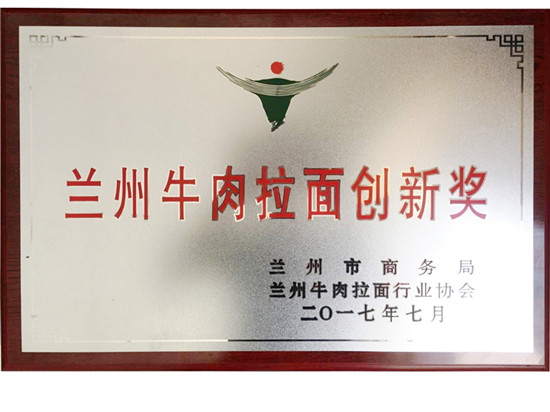 兰州牛肉拉面创新奖
兰州市商务局
兰州牛肉拉面行业协会
二〇一七年七月